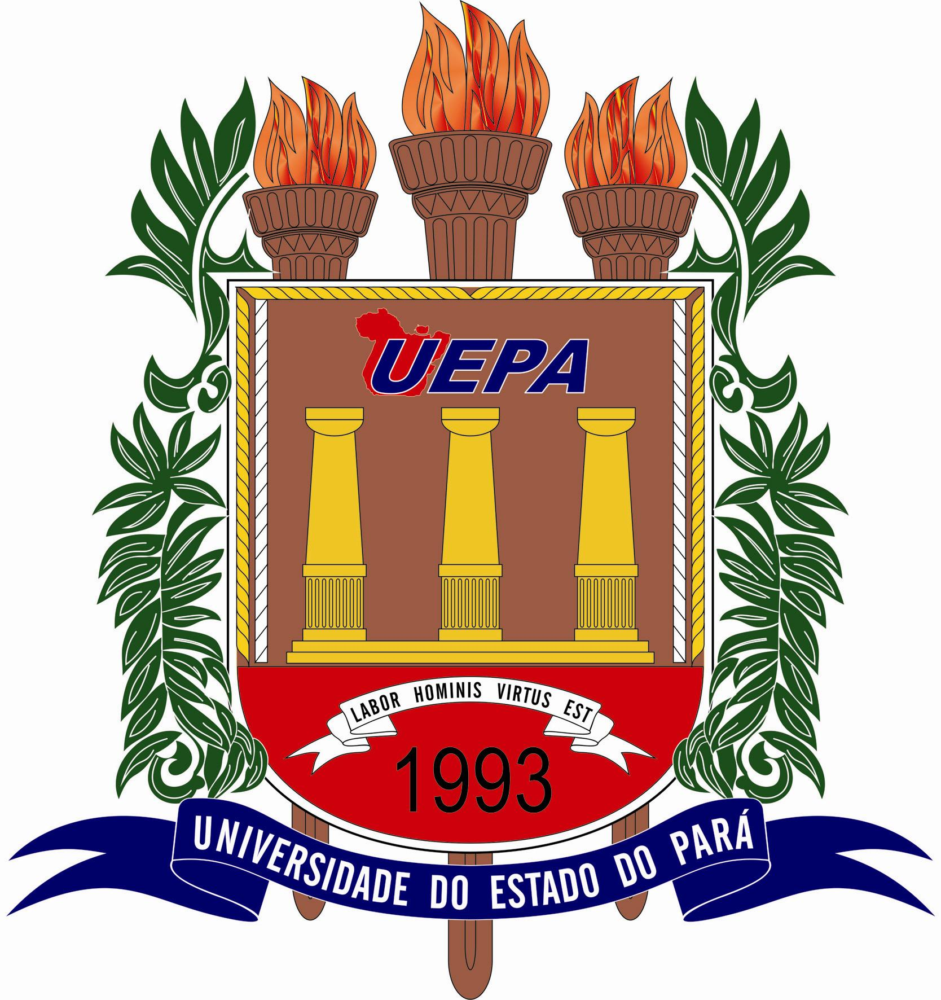 UEPA
LABOR HOMINIS VIRTUS EST
1993
UNIVERSIDADE DO ESTADO DO PARÁ